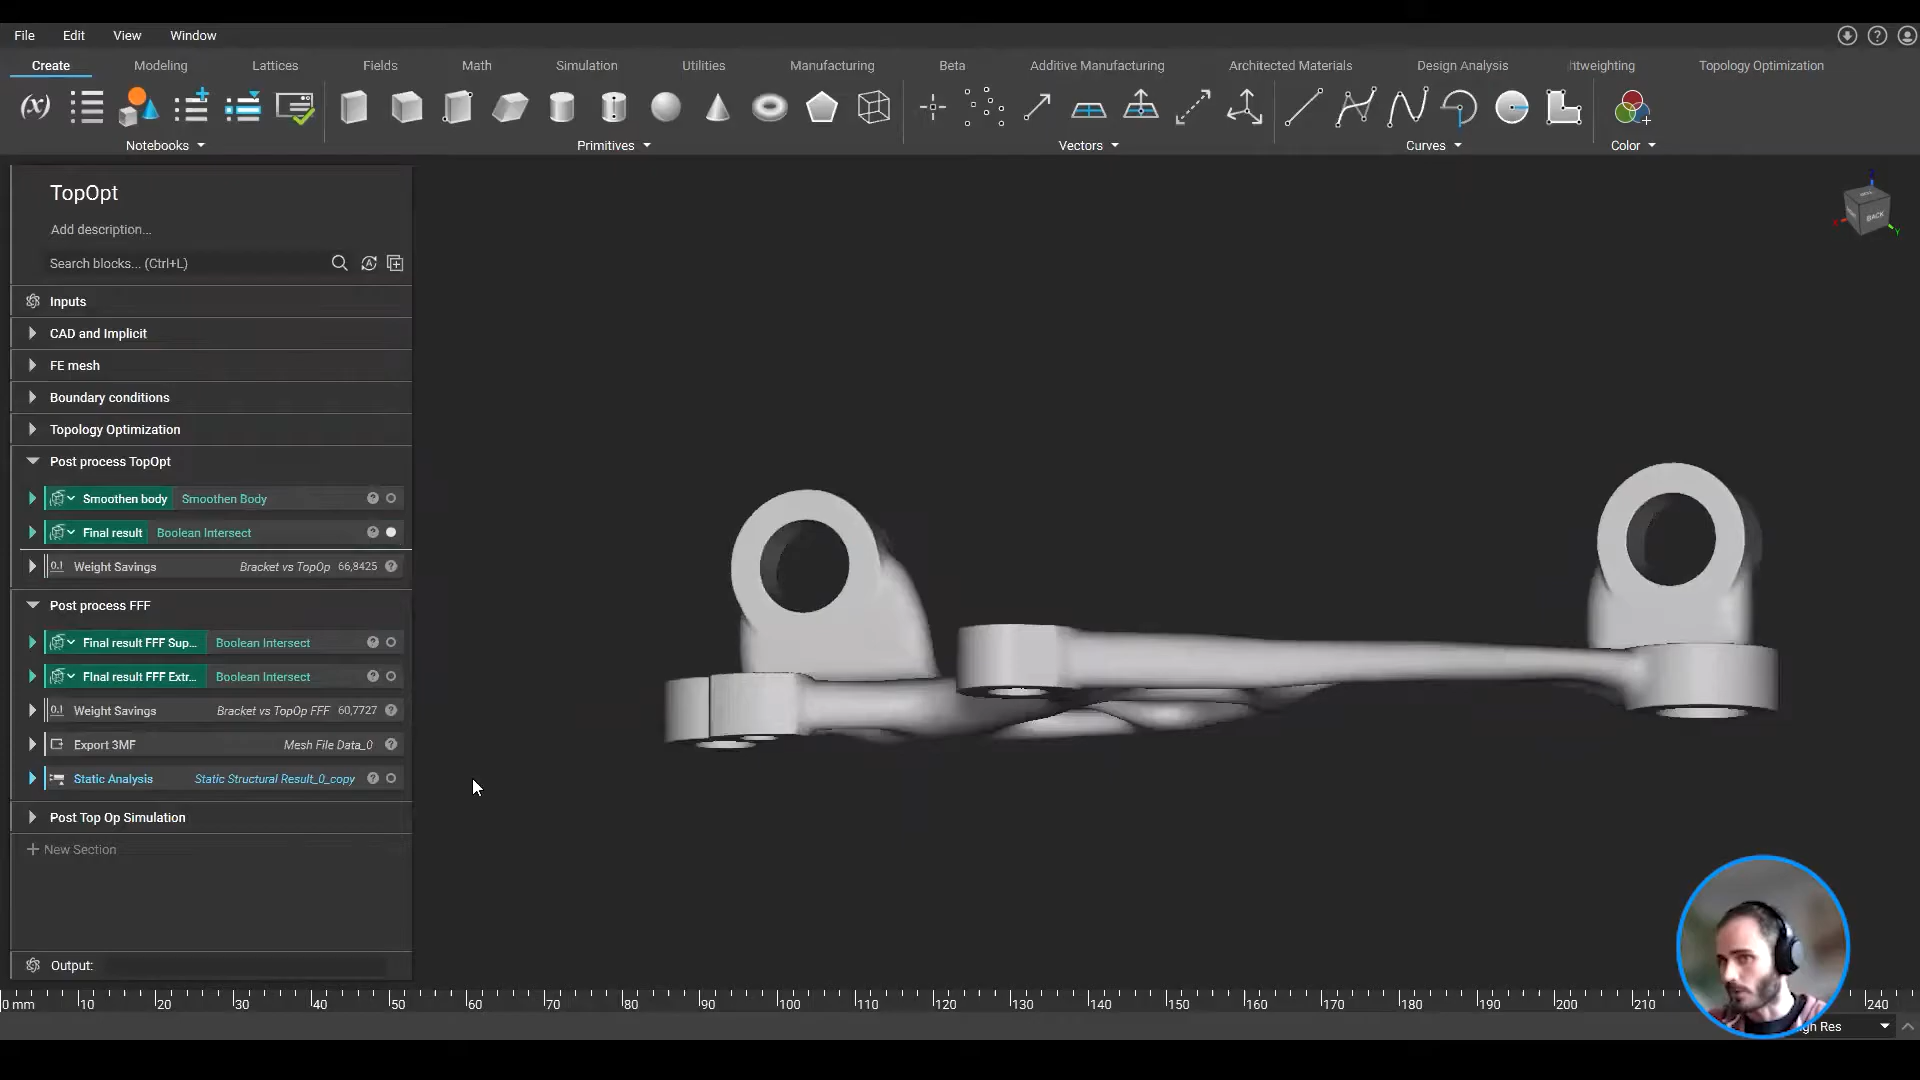 File Edit View Window
Create Modeling Lattices Fields Math Simulation Utilities Manufacturing Beta Additive Manufacturing Architected Materials Design Analysis htweighting Topology Optimization
(x)
Notebooks Primitives Vectors Curves Color
TopOpt
Add description...
Search blocks... (Ctrl+L)
Inputs
CAD and Implicit
FE mesh
Boundary conditions
Topology Optimization
Post process TopOpt
Smoothen body Smoothen Body
Final result Boolean Intersect
0.1 Weight Savings Bracket vs TopOp 66,8425
Post process FFF
Final result FFF Sup... Boolean Intersect
FInal result FFF Extr... Boolean Intersect
0.1 Weight Savings Bracket vs TopOp FFF 60,7727
Export 3MF Mesh File Data_0
Static Analysis Static Structural Result_0_copy
Post Top Op Simulation
+ New Section
Output:
BACK
X Y
0 mm 10 20 30 40 50 60 70 80 90 100 110 120 130 140 150 160 170 180 190 200 210 240
gh Res